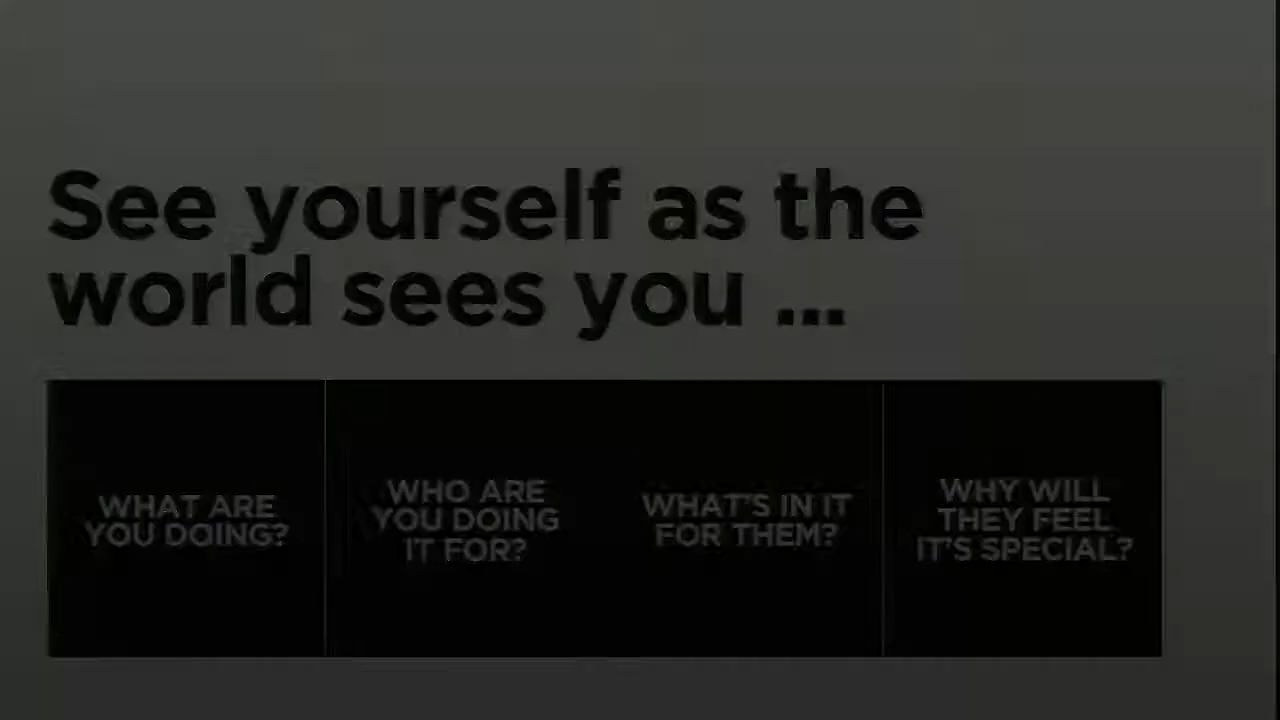 See yourself as the
world sees you ...
WHAT ARE
YOU DOING?
WHO ARE
YOU DOING
IT FOR?
WHAT'S IN IT
FOR THEM?
WHY WILL
THEY FEEL
IT'S SPECIAL?